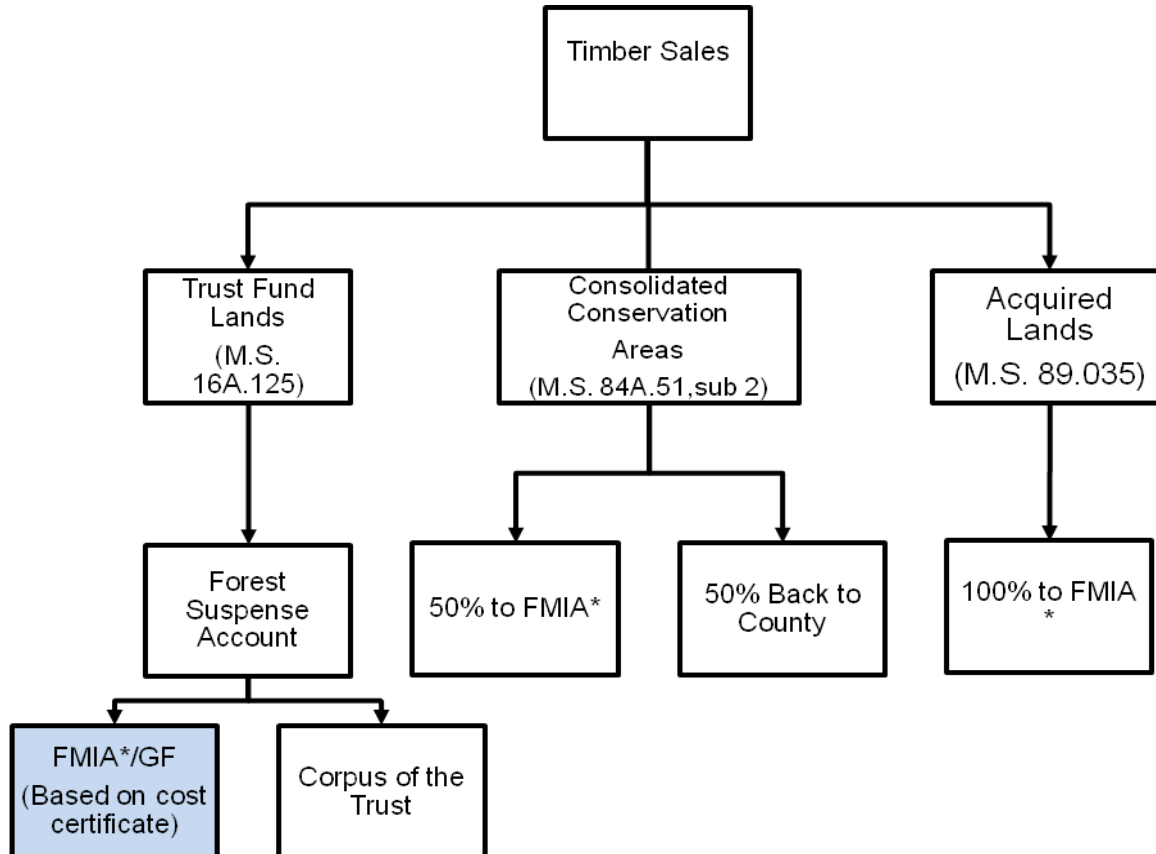 Timber Sales
Trust Fund
Lands
(M.S.
16A.125)
Consolidated
Conservation
Areas
(M.S. 84A.51,sub 2)
Acquired
Lands
(M.S. 89.035)
Forest
Suspense
Account
50% to FMIA*
50% Back to
County
100% to FMIA
*
FMIA*/GF
(Based on cost
certificate)
Corpus of the
Trust